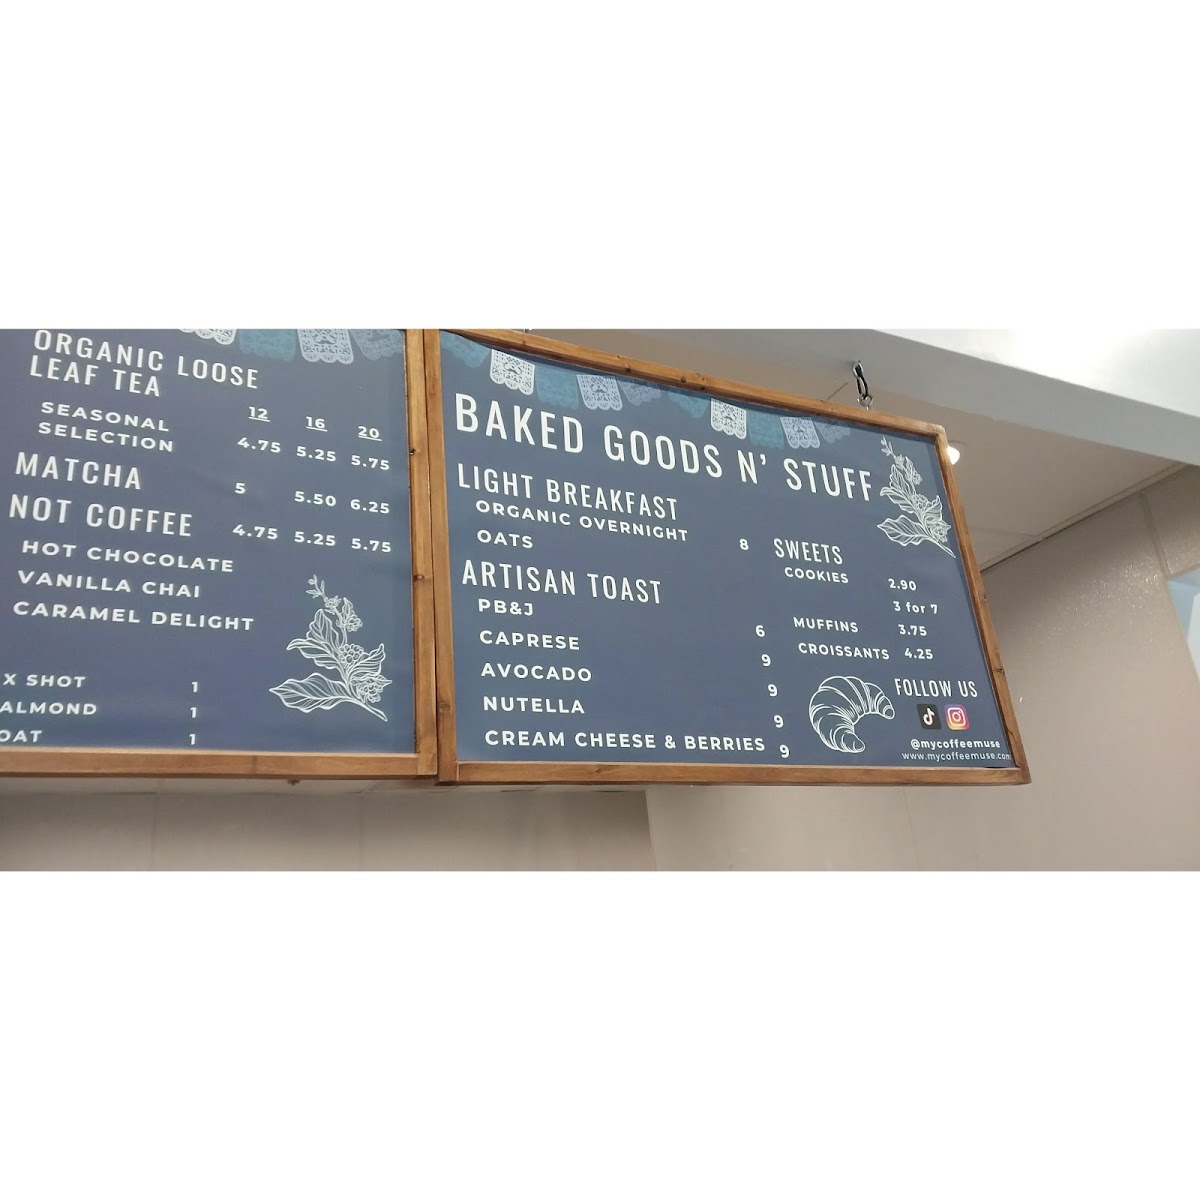 ORGANIC LOOSE
LEAF TEA
12 16 20
SEASONAL
SELECTION 4.75 5.25 5.75
MATCHA 5 5.50 6.25
NOT COFFEE 4.75 5.25 5.75
HOT CHOCOLATE
VANILLA CHAI
CARAMEL DELIGHT
X SHOT 1
ALMOND 1
OAT 1
BAKED GOODS N' STUFF
LIGHT BREAKFAST
ORGANIC OVERNIGHT
OATS 8
ARTISAN TOAST
PB&J 6
CAPRESE 9
AVOCADO 9
NUTELLA 9
CREAM CHEESE & BERRIES 9
SWEETS
COOKIES 2.90
3 for 7
MUFFINS 3.75
CROISSANTS 4.25
FOLLOW US
@mycoffeemuse
www.mycoffeemuse.com